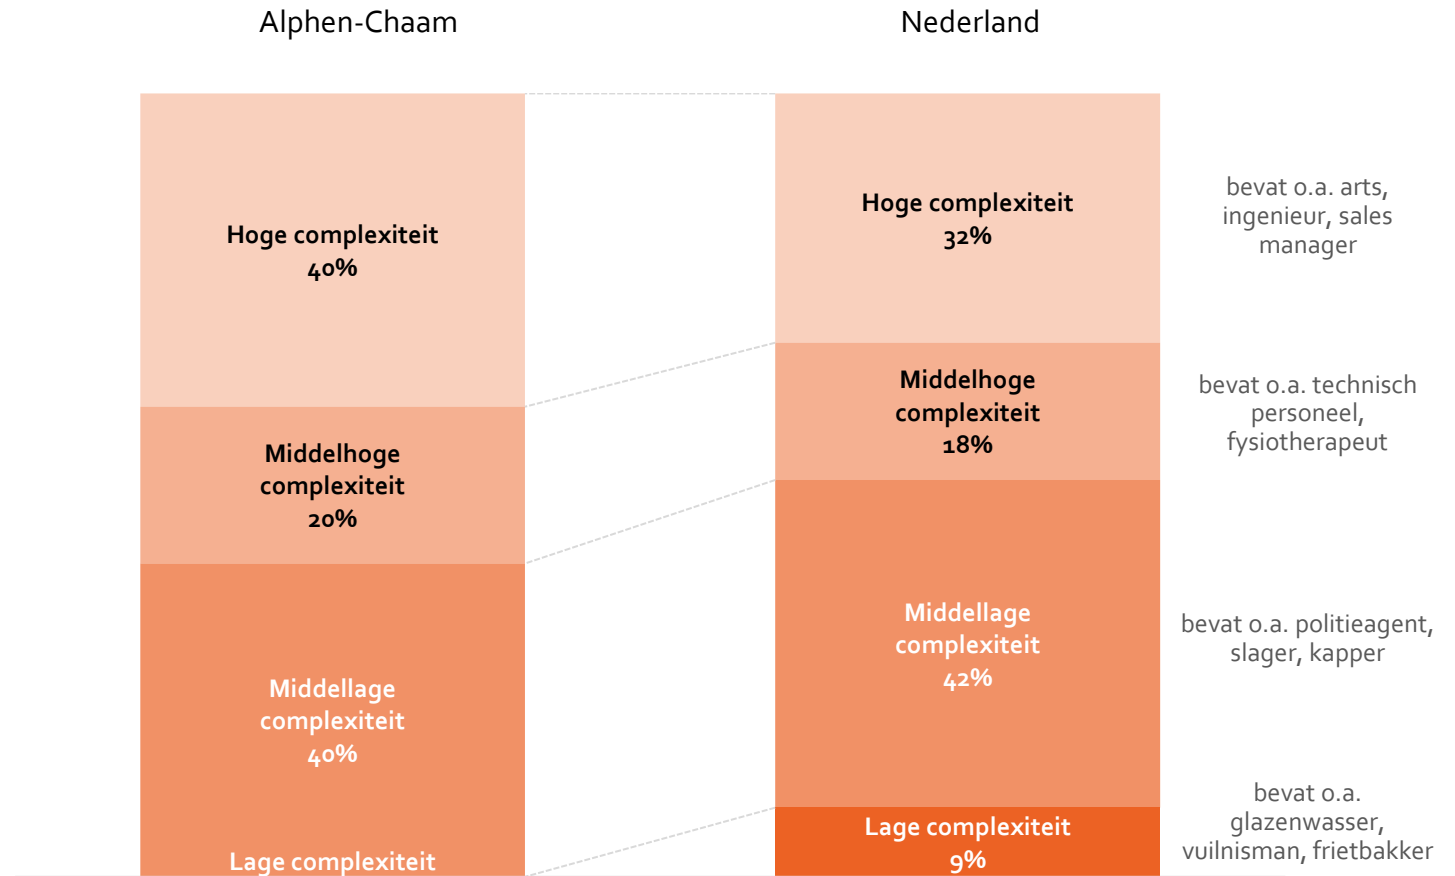 Alphen-Chaam
Nederland
Hoge complexiteit
40%
Middelhoge
complexiteit
20%
Middellage
complexiteit
40%
Lage complexiteit
Hoge complexiteit
32%
Middelhoge
complexiteit
18%
Middellage
complexiteit
42%
Lage complexiteit
9%
bevat o.a. arts,
ingenieur, sales
manager
bevat o.a. technisch
personeel,
fysiotherapeut
bevat o.a. politieagent,
slager, kapper
bevat o.a.
glazenwasser,
vuilnisman, frietbakker